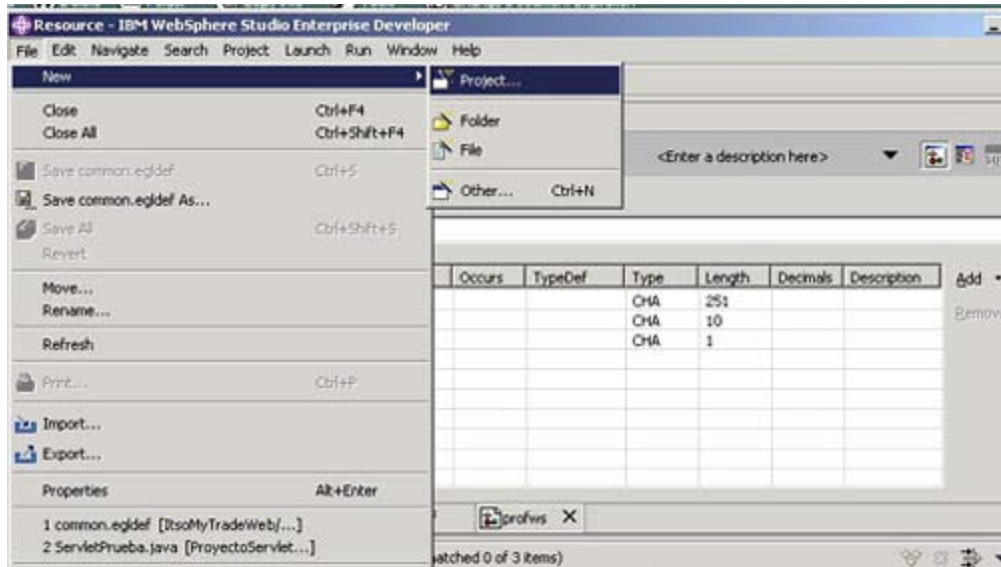 Resource - IBM WebSphere Studio Enterprise Developer
File Edit Navigate Search Project Launch Run Window Help
New
Project...
Close Ctrl+F4
Close All Ctrl+Shift+F4
Folder
File
<Enter a description here>
Save common.egldef Ctrl+S
Save common.egldef As...
Other... Ctrl+N
Save All Ctrl+Shift+S
Revert
Occurs TypeDef Type Length Decimals Description Add
Move...
CHA 251
Rename...
CHA 10
Refresh
CHA 1
Print... Ctrl+P
Import...
Export...
Properties Alt+Enter
profws
1 common.egldef [ItsoMyTradeWeb/...]
2 ServletPrueba.java [ProyectoServlet...]
atched 0 of 3 items)